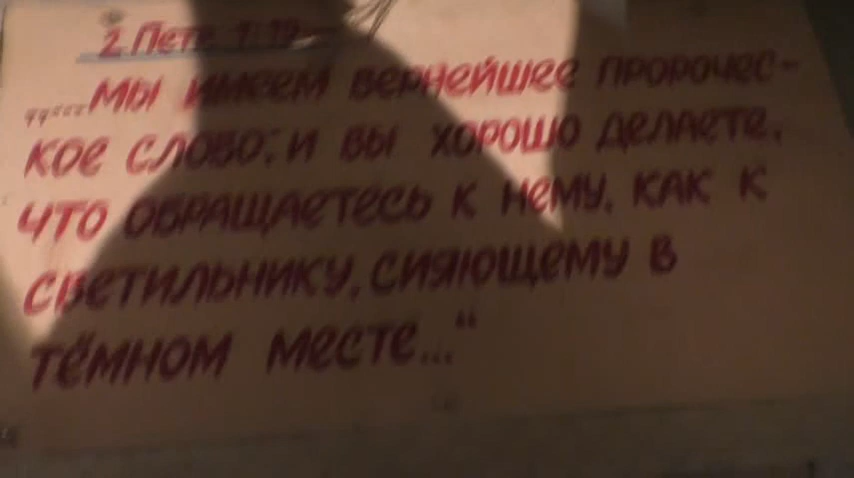 2 Петр. 1:19
„.....мы имеем вернейшее пророчес-
кое слово; и вы хорошо делаете,
что обращаетесь к нему, как к
светильнику, сияющему в
тёмном месте..."